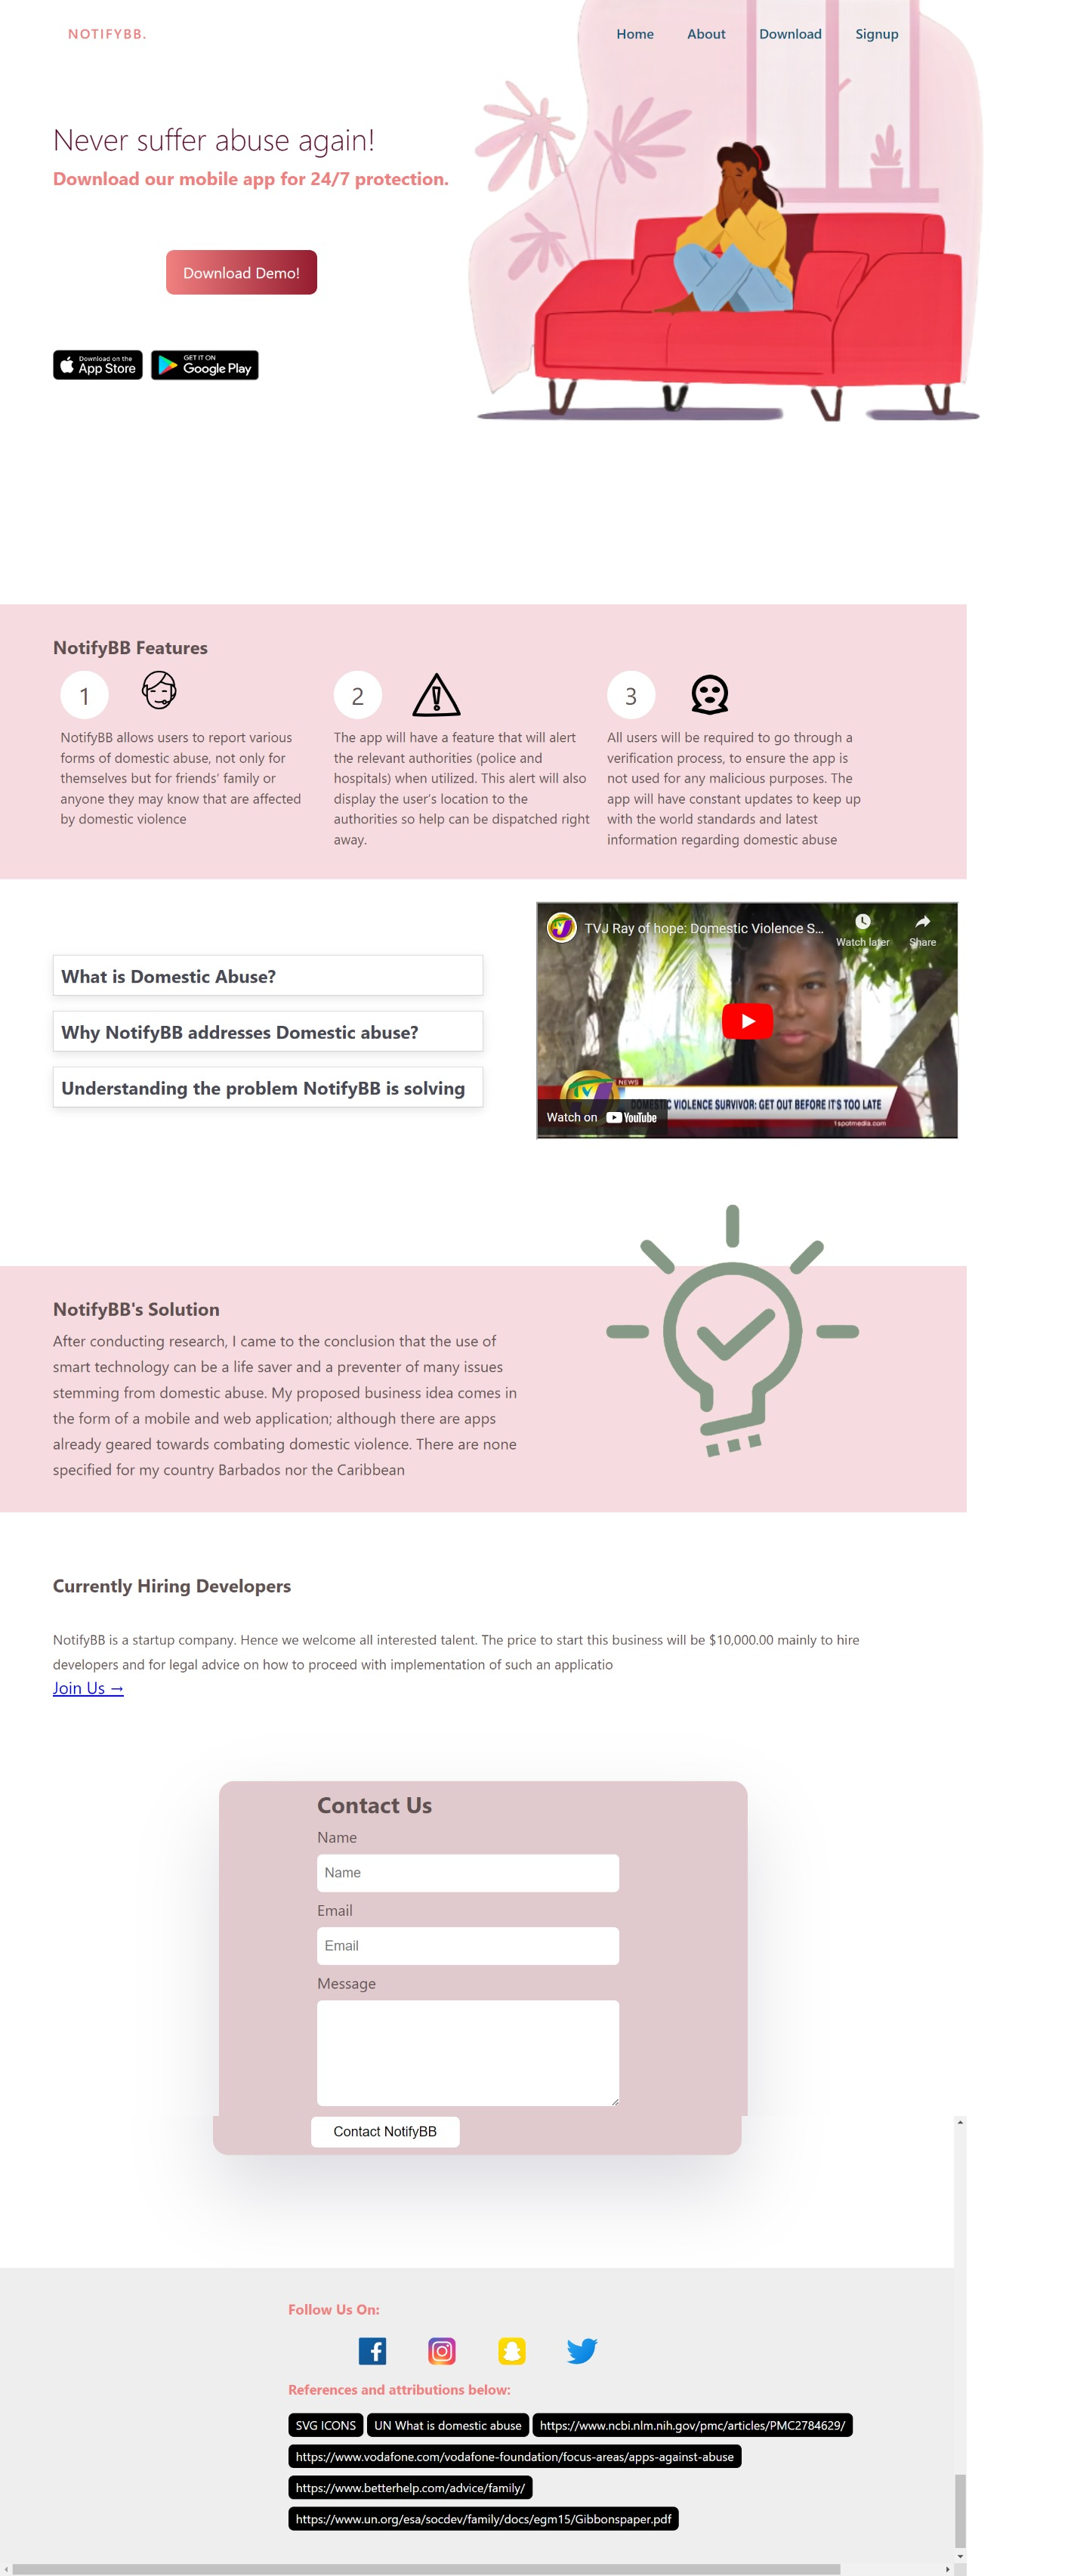 NOTIFYBB.
Home About Download Signup
Never suffer abuse again!
Download our mobile app for 24/7 protection.
Download Demo!
Download on the
App Store
GET IT ON
Google Play
NotifyBB Features
1
NotifyBB allows users to report various
forms of domestic abuse, not only for
themselves but for friends’ family or
anyone they may know that are affected
by domestic violence
2
The app will have a feature that will alert
the relevant authorities (police and
hospitals) when utilized. This alert will also
display the user’s location to the
authorities so help can be dispatched right
away.
3
All users will be required to go through a
verification process, to ensure the app is
not used for any malicious purposes. The
app will have constant updates to keep up
with the world standards and latest
information regarding domestic abuse
What is Domestic Abuse?
Why NotifyBB addresses Domestic abuse?
Understanding the problem NotifyBB is solving
TVJ Ray of hope: Domestic Violence S...
Watch later
Share
NEWS
TVJ
DOMESTIC VIOLENCE SURVIVOR: GET OUT BEFORE IT'S TOO LATE
1spotmedia.com
Watch on YouTube
NotifyBB's Solution
After conducting research, I came to the conclusion that the use of
smart technology can be a life saver and a preventer of many issues
stemming from domestic abuse. My proposed business idea comes in
the form of a mobile and web application; although there are apps
already geared towards combating domestic violence. There are none
specified for my country Barbados nor the Caribbean
Currently Hiring Developers
NotifyBB is a startup company. Hence we welcome all interested talent. The price to start this business will be $10,000.00 mainly to hire
developers and for legal advice on how to proceed with implementation of such an applicatio
Join Us →
Contact Us
Name
Name
Email
Email
Message
Contact NotifyBB
Follow Us On:
References and attributions below:
SVG ICONS UN What is domestic abuse https://www.ncbi.nlm.nih.gov/pmc/articles/PMC2784629/
https://www.vodafone.com/vodafone-foundation/focus-areas/apps-against-abuse
https://www.betterhelp.com/advice/family/
https://www.un.org/esa/socdev/family/docs/egm15/Gibbonspaper.pdf